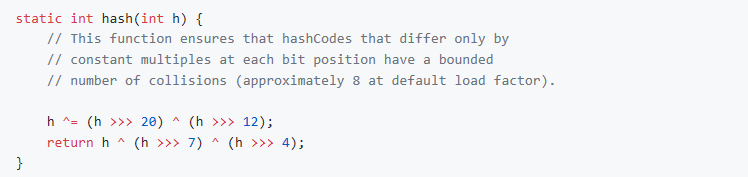 static int hash(int h) {
    // This function ensures that hashCodes that differ only by
    // constant multiples at each bit position have a bounded
    // number of collisions (approximately 8 at default load factor).

    h ^= (h >>> 20) ^ (h >>> 12);
    return h ^ (h >>> 7) ^ (h >>> 4);
}